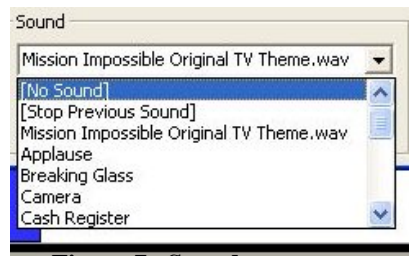 Sound
Mission Impossible Original TV Theme.wav
[No Sound]
[Stop Previous Sound]
Mission Impossible Original TV Theme.wav
Applause
Breaking Glass
Camera
Cash Register